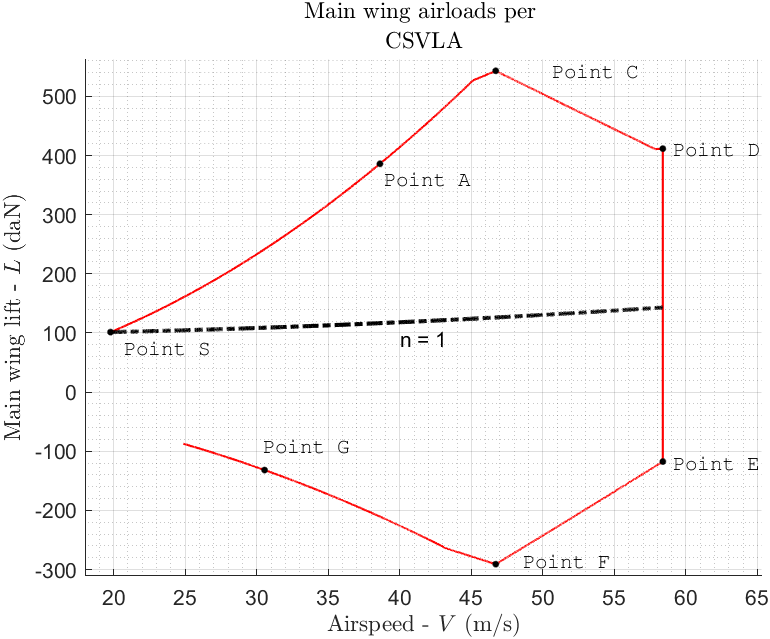 Main wing airloads per
CSVLA
Point C
Point D
Point A
n = 1
Point S
Point G
Point E
Point F
500
400
300
200
100
0
-100
-200
-300
Main wing lift - L (daN)
20 25 30 35 40 45 50 55 60 65
Airspeed - V (m/s)